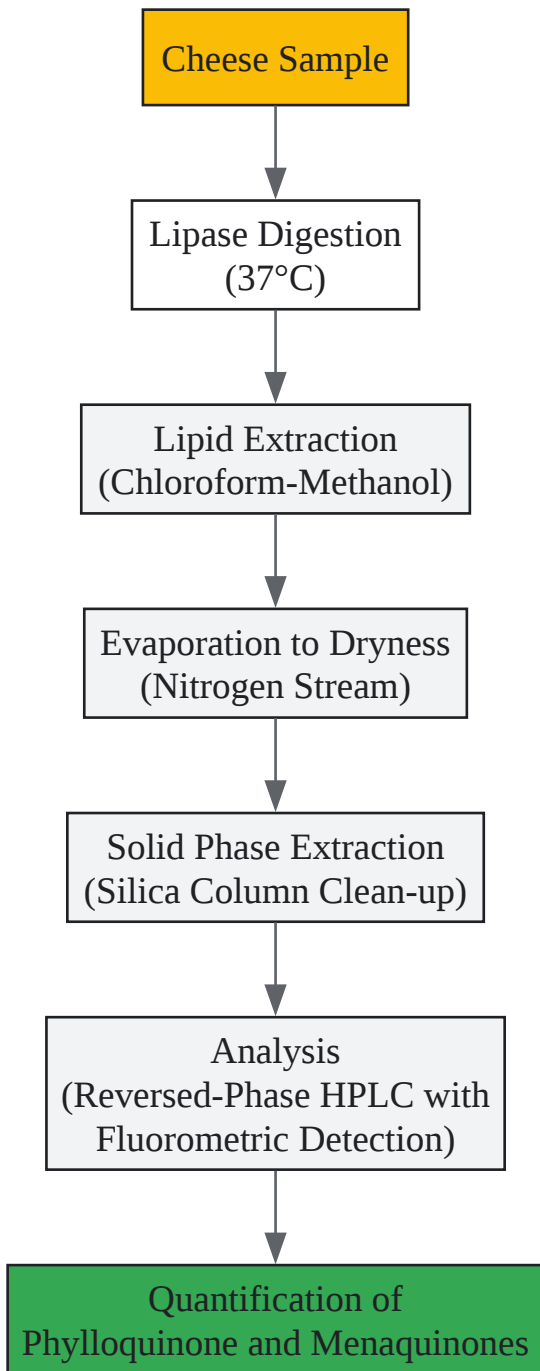 Cheese Sample
Lipase Digestion
(37°C)
Lipid Extraction
(Chloroform-Methanol)
Evaporation to Dryness
(Nitrogen Stream)
Solid Phase Extraction
(Silica Column Clean-up)
Analysis
(Reversed-Phase HPLC with
Fluorometric Detection)
Quantification of
Phylloquinone and Menaquinones